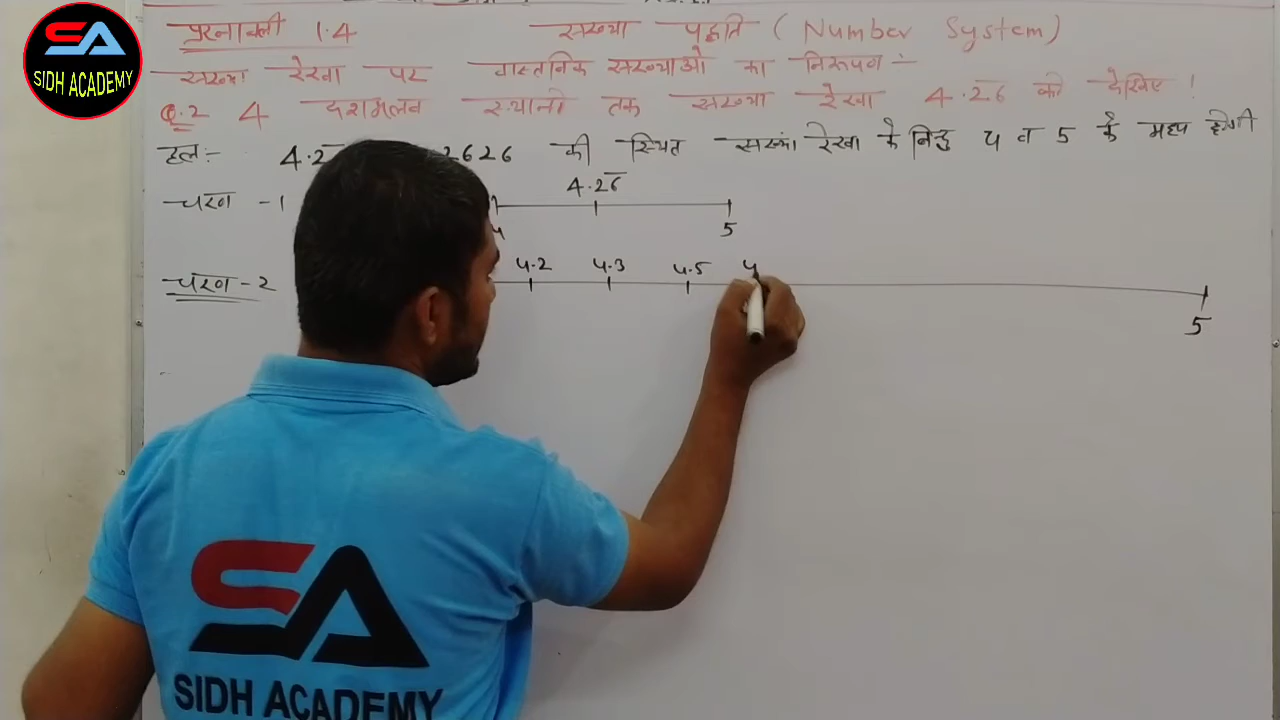 SA
SIDH ACADEMY
प्रश्नावली 1.4 संख्या पद्धति ( Number System )
संख्या रेखा पर वास्तविक संख्याओ का निरूपण :-
Q.2 4 दशमलव स्थानो तक संख्या रेखा 4.26 को देखिए !
हल:- 4.2 2626 की स्थित संख्यां रेखा के बिन्दु 4 व 5 के मध्य होगी
चरण -1 4.26
4 5
चरण -2 4.2 4.3 4.5 4
5
SA
SIDH ACADEMY